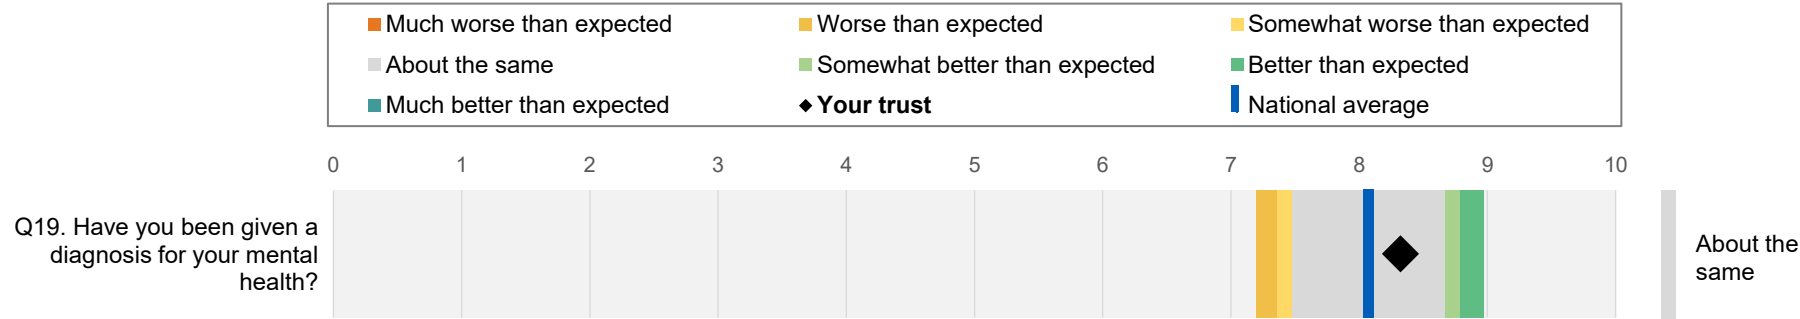 Much worse than expected Worse than expected Somewhat worse than expected
About the same Somewhat better than expected Better than expected
Much better than expected Your trust National average
0 1 2 3 4 5 6 7 8 9 10
Q19. Have you been given a
diagnosis for your mental
health?
About the
same